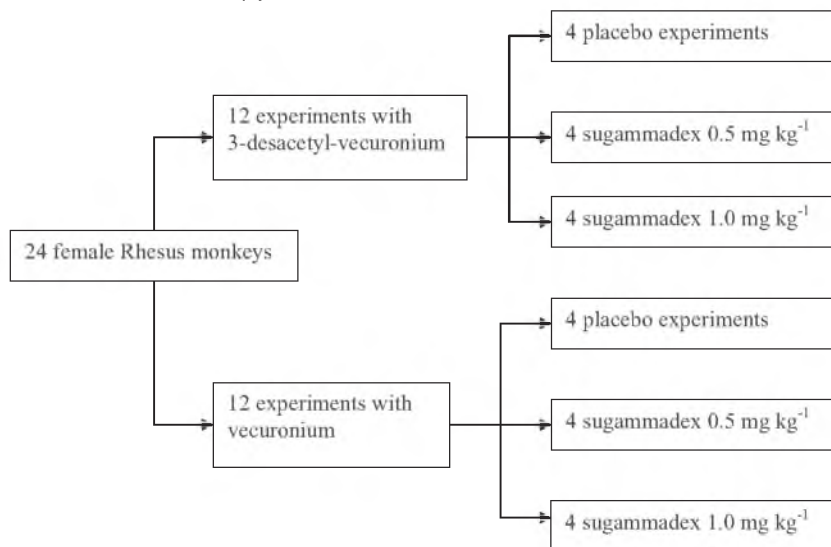 4 placebo experiments
12 experiments with
3-desacetyl-vecuronium
4 sugammadex 0.5 mg kg⁻¹
4 sugammadex 1.0 mg kg⁻¹
24 female Rhesus monkeys
4 placebo experiments
12 experiments with
vecuronium
4 sugammadex 0.5 mg kg⁻¹
4 sugammadex 1.0 mg kg⁻¹